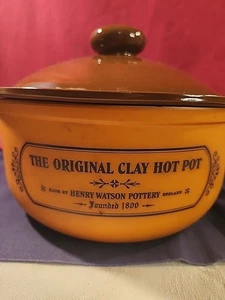 THE ORIGINAL CLAY HOT POT
MADE BY HENRY WATSON POTTERY ENGLAND
Founded 1800